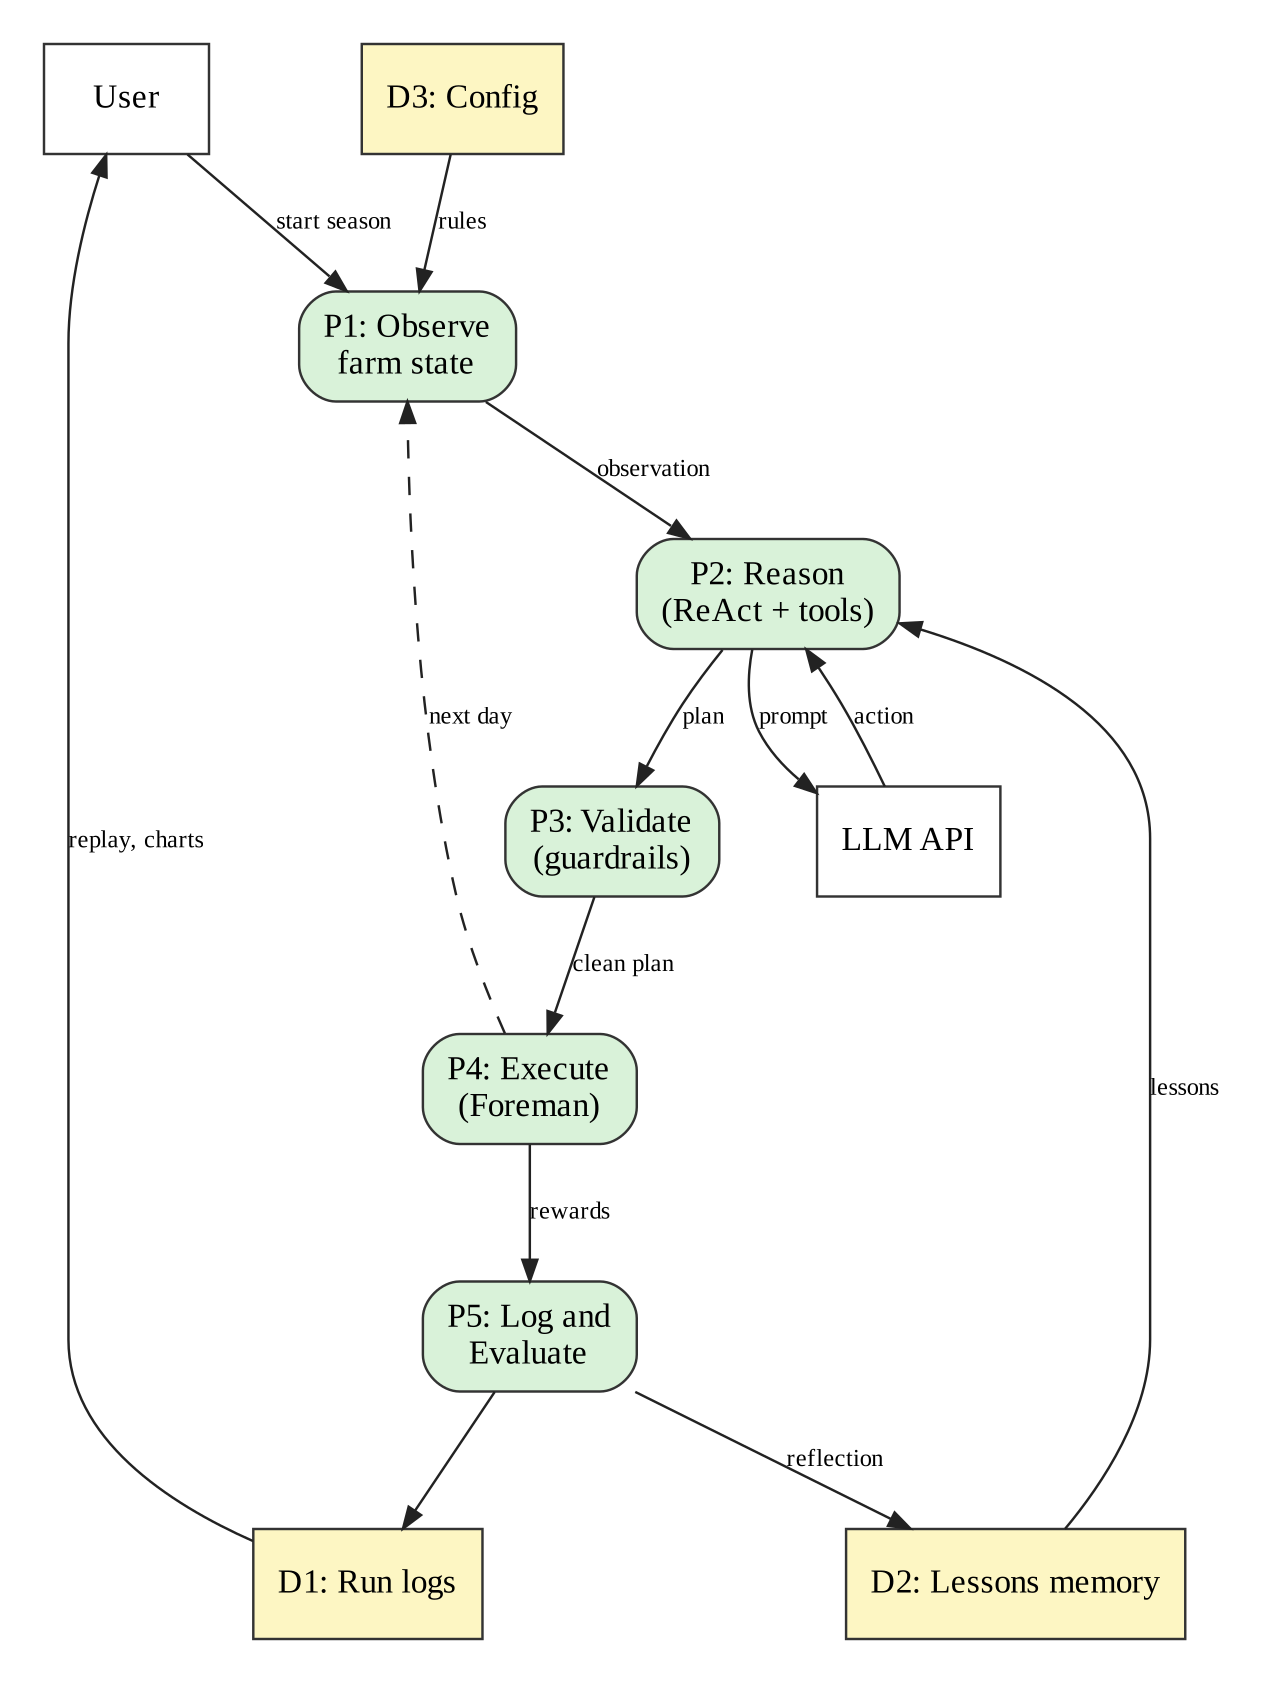 User
D3: Config
start season
rules
P1: Observe
farm state
observation
P2: Reason
(ReAct + tools)
next day
plan
prompt
action
replay, charts
P3: Validate
(guardrails)
LLM API
clean plan
P4: Execute
(Foreman)
lessons
rewards
P5: Log and
Evaluate
reflection
D1: Run logs
D2: Lessons memory